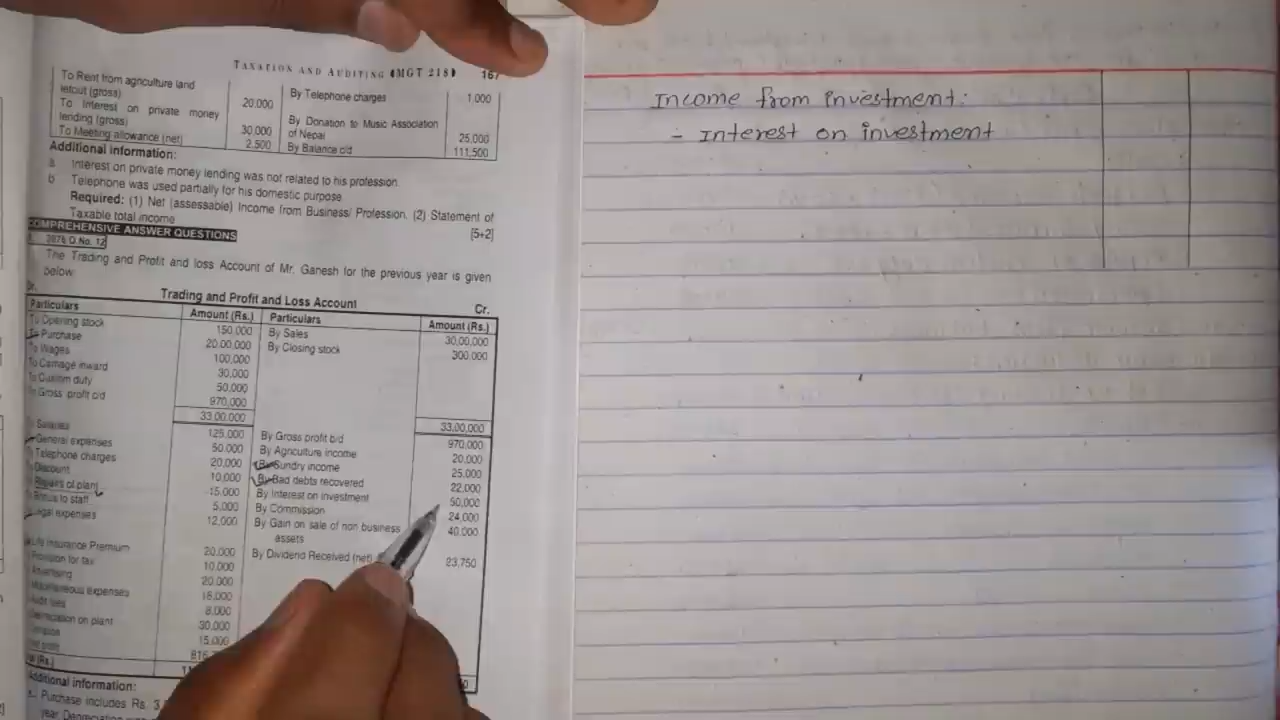 TAXATION AND AUDITING (MGT 218) 167
To Rent from agriculture land
letout (gross) 20,000 By Telephone charges 1,000
To Interest on private money
lending (gross) 30,000 By Donation to Music Association
of Nepal 25,000
To Meeting allowance (net) 2,500 By Balance c/d 111,500
Additional information:
a. Interest on private money lending was not related to his profession.
b. Telephone was used partially for his domestic purpose
Required: (1) Net (assessable) Income from Business/ Profession, (2) Statement of
Taxable total income [5+2]
COMPREHENSIVE ANSWER QUESTIONS
2076 Q.No. 12
The Trading and Profit and loss Account of Mr. Ganesh for the previous year is given
below
Trading and Profit and Loss Account
Dr. Cr.
Particulars Amount (Rs.) Particulars Amount (Rs.)
To Opening stock 150,000 By Sales 30,00,000
To Purchase 20,00,000 By Closing stock 300,000
To Wages 100,000
To Carriage inward 30,000
To Custom duty 50,000
To Gross profit c/d 970,000
33,00,000 33,00,000
Salaries 125,000 By Gross profit b/d 970,000
General expenses 50,000 By Agriculture income 20,000
Telephone charges 20,000 By Sundry income 25,000
Discount 10,000 By Bad debts recovered 22,000
Repairs of plant 15,000 By Interest on investment 50,000
Bonus to staff 5,000 By Commission 24,000
Legal expenses 12,000 By Gain on sale of non business
assets 40,000
Life Insurance Premium 20,000 By Dividend Received (net) 23,750
Provision for tax 10,000
Advertising 20,000
Miscellaneous expenses 18,000
Audit fees 8,000
Depreciation on plant 30,000
15,000
(Rs.)
Additional information:
a. Purchase includes Rs.
year
Income from investment:
- Interest on investment